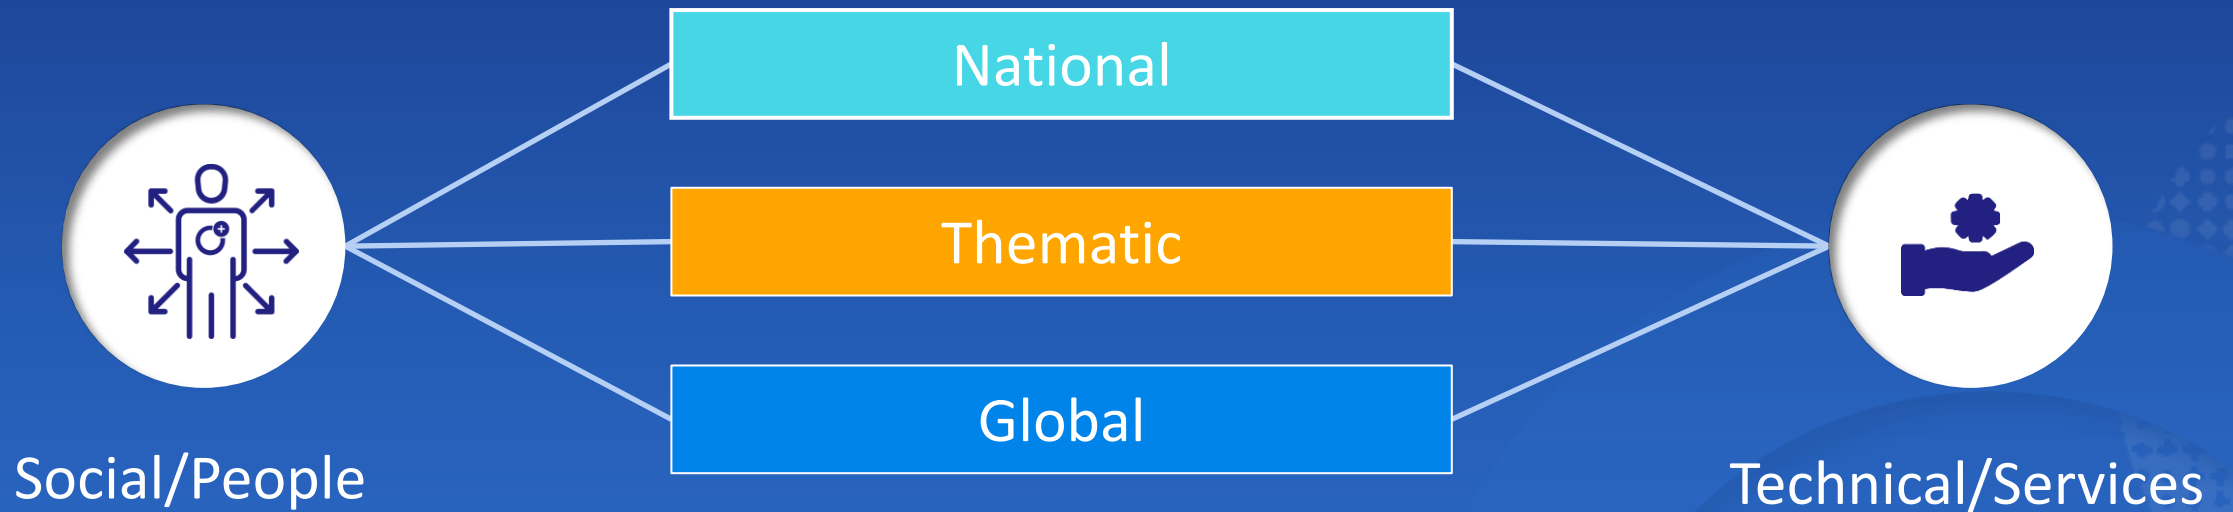 National
Thematic
Global
Social/People
Technical/Services